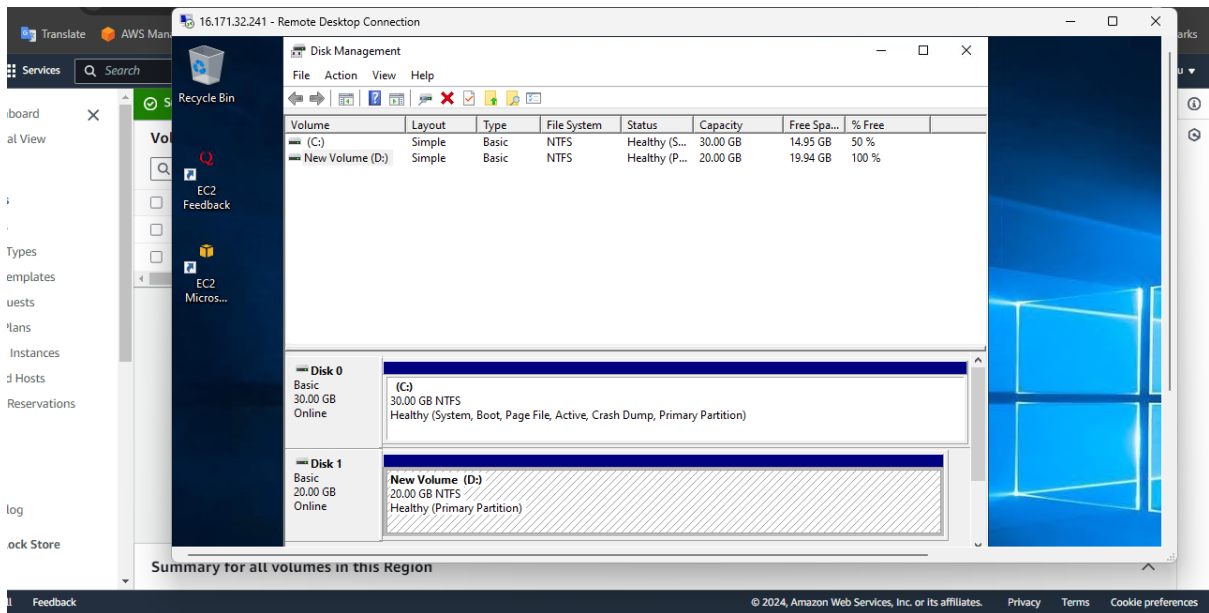 16.171.32.241 - Remote Desktop Connection
Translate
AWS Man
arks
Services
Search
Recycle Bin
Disk Management
File Action View Help
board
al View
Vol
EC2
Feedback
EC2
Micros...
Types
emplates
uests
Plans
Instances
d Hosts
Reservations
log
ock Store
Volume Layout Type File System Status Capacity Free Spa... % Free
(C:) Simple Basic NTFS Healthy (S... 30.00 GB 14.95 GB 50 %
New Volume (D:) Simple Basic NTFS Healthy (P... 20.00 GB 19.94 GB 100 %
Disk 0
Basic
30.00 GB
Online
(C:)
30.00 GB NTFS
Healthy (System, Boot, Page File, Active, Crash Dump, Primary Partition)
Disk 1
Basic
20.00 GB
Online
New Volume (D:)
20.00 GB NTFS
Healthy (Primary Partition)
Summary for all volumes in this Region
Feedback
© 2024, Amazon Web Services, Inc. or its affiliates. Privacy Terms Cookie preferences